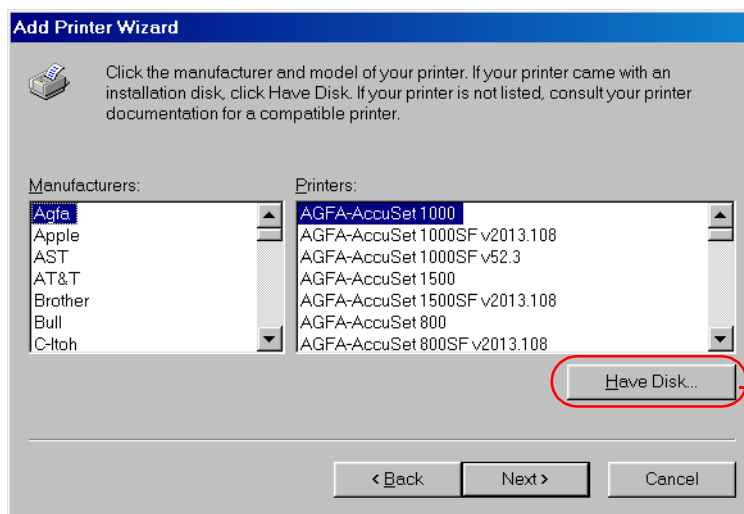 Add Printer Wizard
Click the manufacturer and model of your printer. If your printer came with an
installation disk, click Have Disk. If your printer is not listed, consult your printer
documentation for a compatible printer.
Manufacturers:
Printers:
Agfa
Apple
AST
AT&T
Brother
Bull
C-Itoh
AGFA-AccuSet 1000
AGFA-AccuSet 1000SF v2013.108
AGFA-AccuSet 1000SF v52.3
AGFA-AccuSet 1500
AGFA-AccuSet 1500SF v2013.108
AGFA-AccuSet 800
AGFA-AccuSet 800SF v2013.108
Have Disk...
< Back
Next >
Cancel